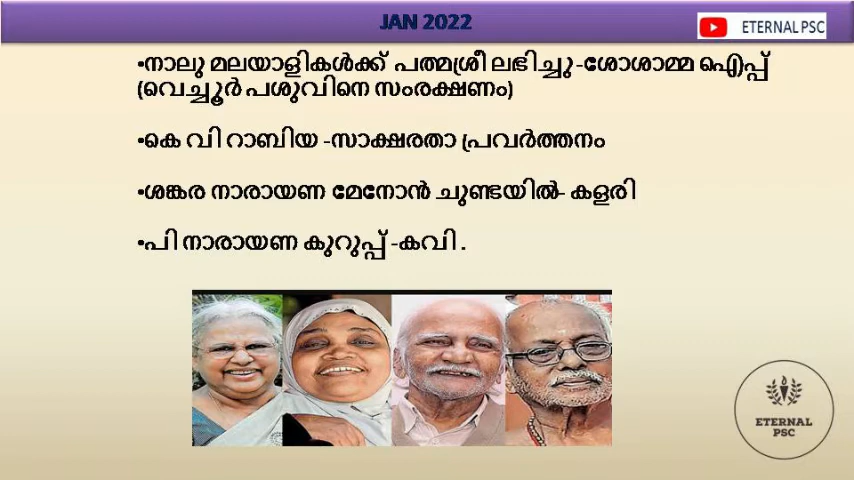 JAN 2022
ETERNAL PSC
•നാലു മലയാളികൾക്ക് പത്മശ്രീ ലഭിച്ചു -ശോശാമ്മ ഐപ്പ്
(വെച്ചൂർ പശുവിനെ സംരക്ഷണം)
•കെ വി റാബിയ -സാക്ഷരതാ പ്രവർത്തനം
•ശങ്കര നാരായണ മേനോൻ ചുണ്ടയിൽ- കളരി
•പി നാരായണ കുറുപ്പ് -കവി .
ETERNAL
PSC